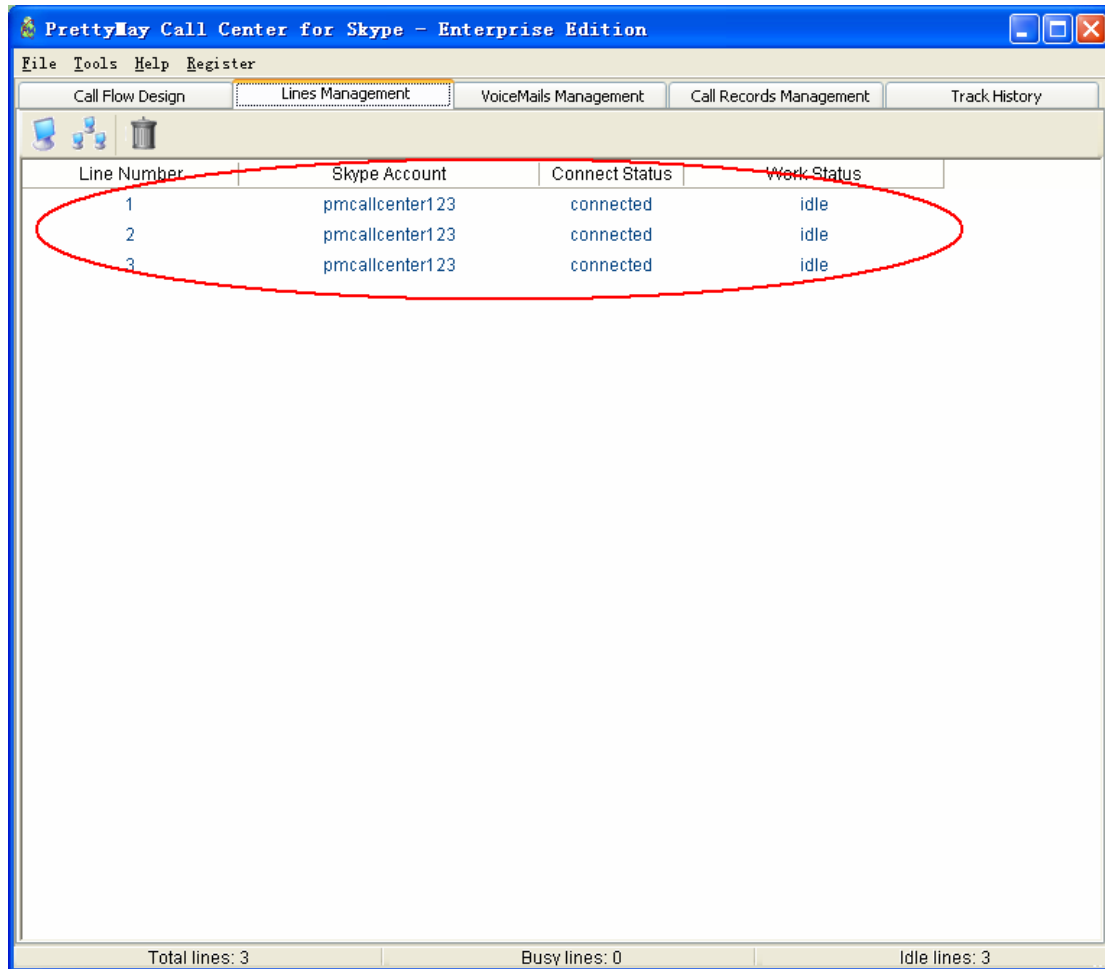 PrettyMay Call Center for Skype - Enterprise Edition
File Tools Help Register
Call Flow Design Lines Management VoiceMails Management Call Records Management Track History
Line Number Skype Account Connect Status Work Status
1 pmcallcenter123 connected idle
2 pmcallcenter123 connected idle
3 pmcallcenter123 connected idle
Total lines: 3 Busy lines: 0 Idle lines: 3